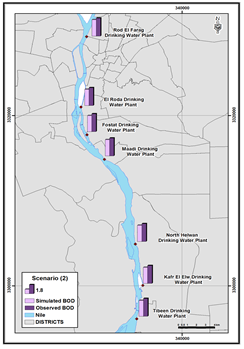 3400000
N
Rod El Farag
Drinking Water Plant
El Roda Drinking
Water Plant
Fostat Drinking
Water Plant
Maadi Drinking
Water Plant
North Helwan
Drinking Water Plant
Kafr El Elw Drinking
Water Plant
Tibeen Drinking
Water Plant
Scenario (2)
1.8
Simulated BOD
Observed BOD
Nile
DISTRICTS
3400000